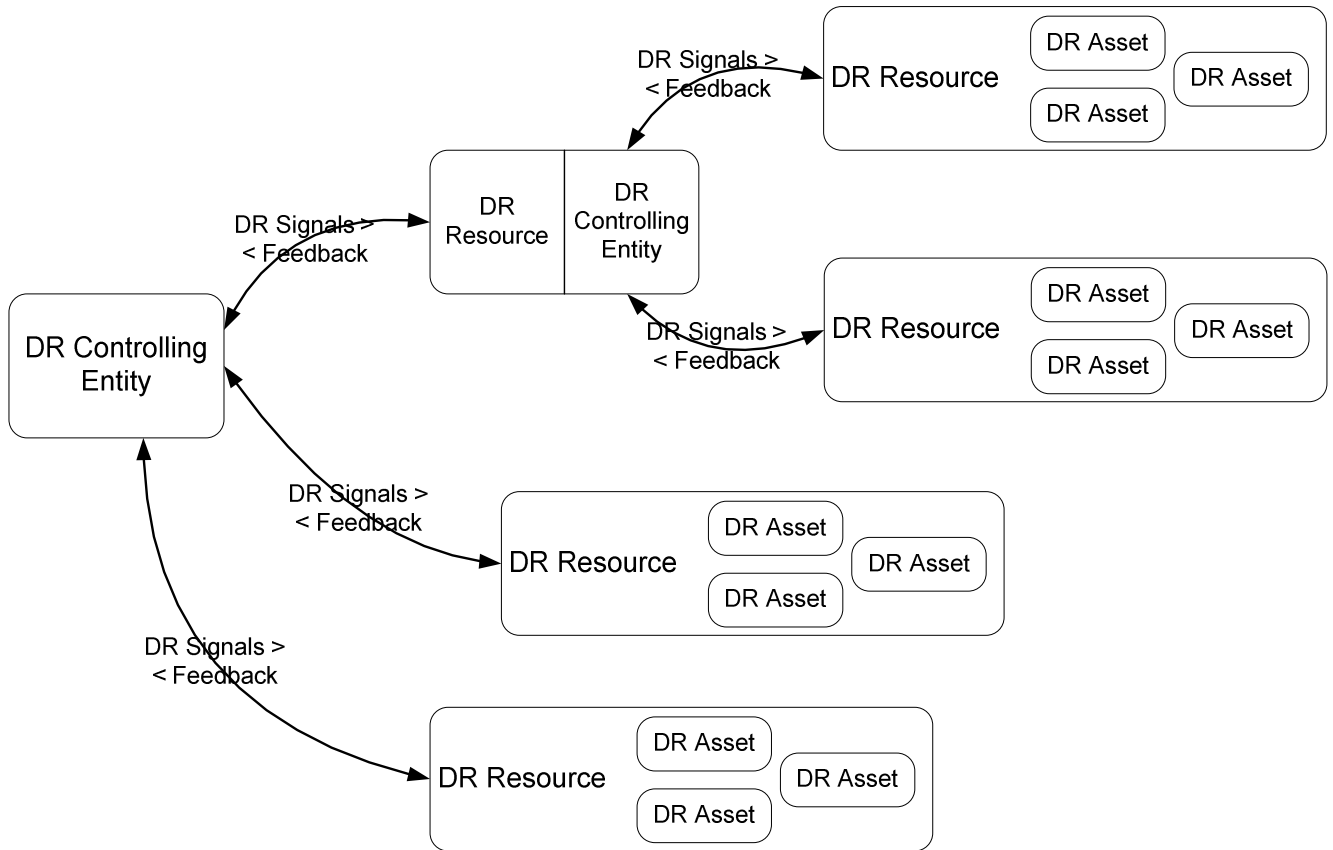 DR Signals >
< Feedback
DR Resource
DR Asset
DR Asset
DR Asset
DR
Resource
DR
Controlling
Entity
DR Signals >
< Feedback
DR Signals >
< Feedback
DR Resource
DR Asset
DR Asset
DR Asset
DR Controlling
Entity
DR Signals >
< Feedback
DR Resource
DR Asset
DR Asset
DR Asset
DR Signals >
< Feedback
DR Resource
DR Asset
DR Asset
DR Asset